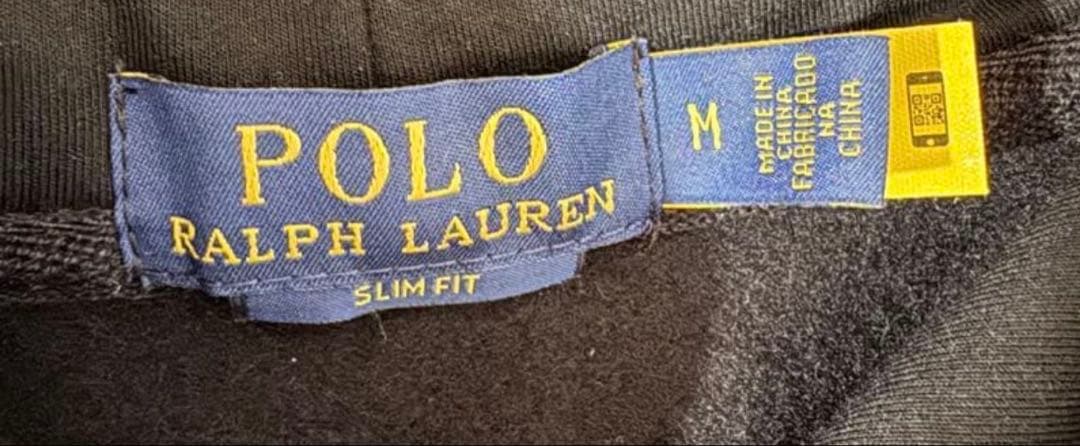 POLO
RALPH LAUREN
SLIM FIT
M
MADE IN
CHINA
FABRICADO
NA
CHINA